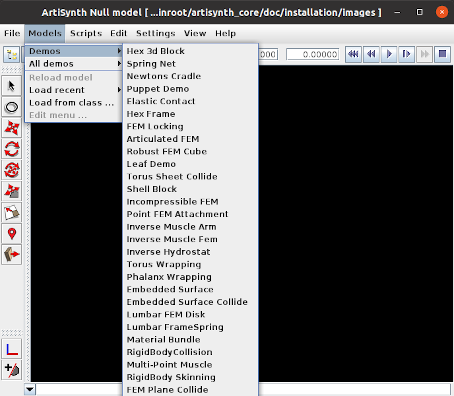 ArtiSynth Null model [ ...inroot/artisynth_core/doc/installation/images ]
File Models Scripts Edit Settings View Help
Demos
All demos
Reload model
Load recent
Load from class ...
Edit menu ...
0.00000
Hex 3d Block
Spring Net
Newtons Cradle
Puppet Demo
Elastic Contact
Hex Frame
FEM Locking
Articulated FEM
Robust FEM Cube
Leaf Demo
Torus Sheet Collide
Shell Block
Incompressible FEM
Point FEM Attachment
Inverse Muscle Arm
Inverse Muscle Fem
Inverse Hydrostat
Torus Wrapping
Phalanx Wrapping
Embedded Surface
Embedded Surface Collide
Lumbar FEM Disk
Lumbar FrameSpring
Material Bundle
RigidBodyCollision
Multi-Point Muscle
RigidBody Skinning
FEM Plane Collide